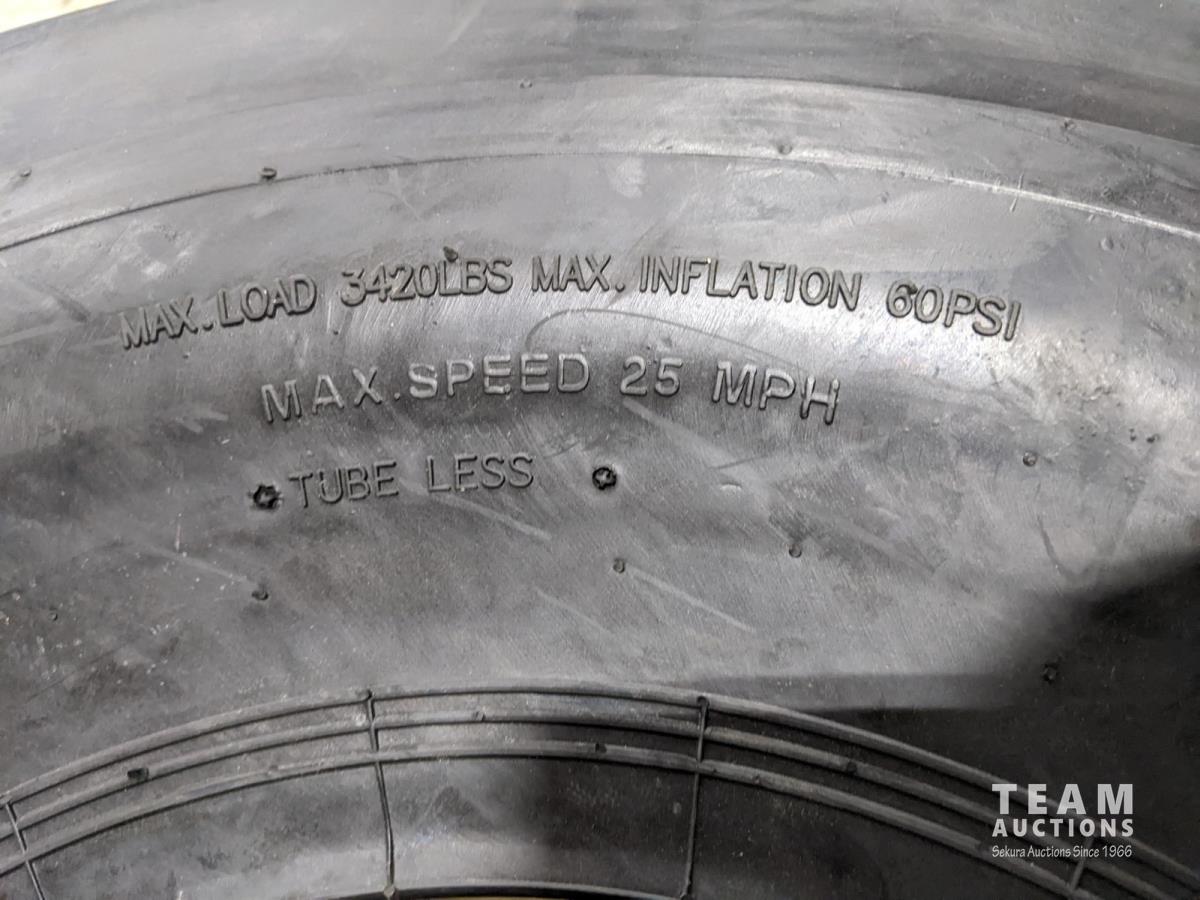 MAX.LOAD 3420LBS MAX. INFLATION 60PSI
MAX.SPEED 25 MPH
TUBE LESS
TEAM
AUCTIONS
Sekura Auctions Since 1966